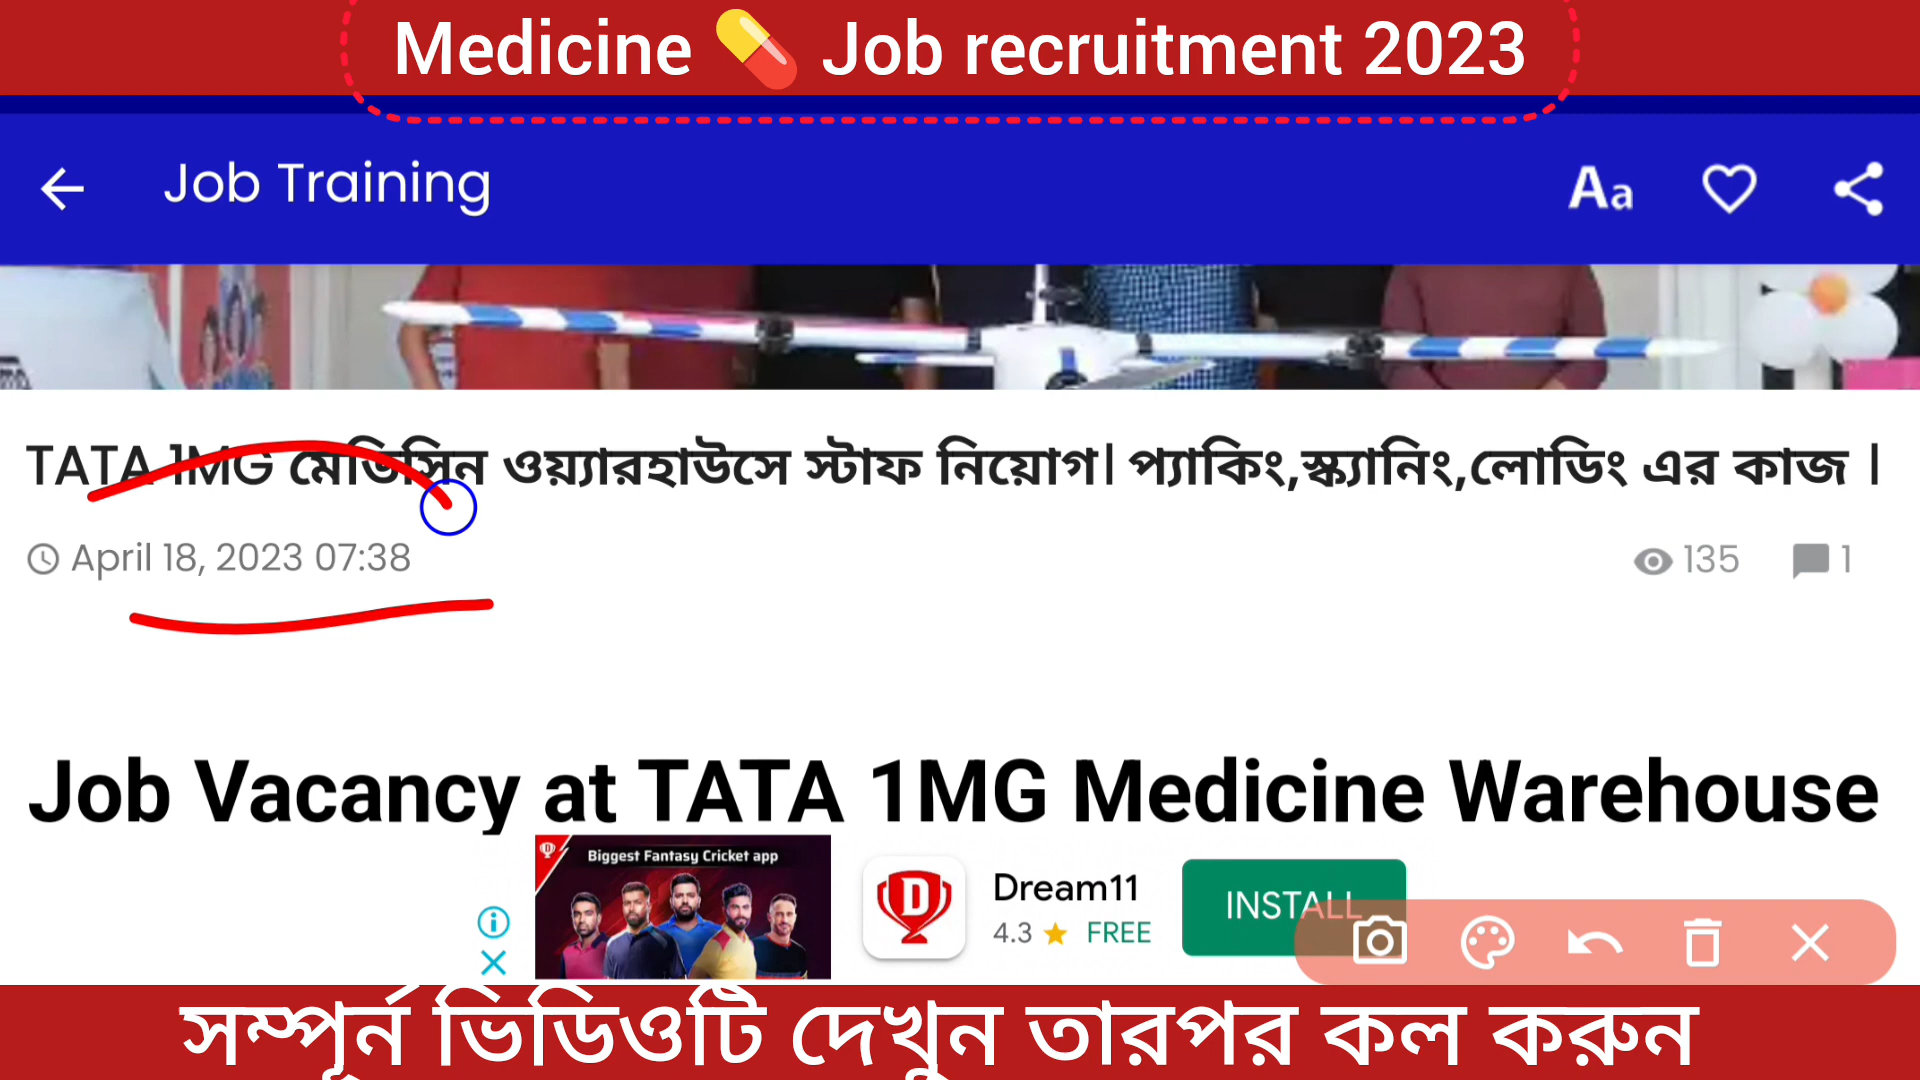 Medicine 💊 Job recruitment 2023
Job Training
Aa
TATA 1MG মেডিসিন ওয়্যারহাউসে স্টাফ নিয়োগ| প্যাকিং,স্ক্যানিং,লোডিং এর কাজ |
April 18, 2023 07:38
135
1
Job Vacancy at TATA 1MG Medicine Warehouse
Biggest Fantasy Cricket app
D
Dream11
4.3 ★ FREE
INSTALL
সম্পূর্ন ভিডিওটি দেখুন তারপর কল করুন